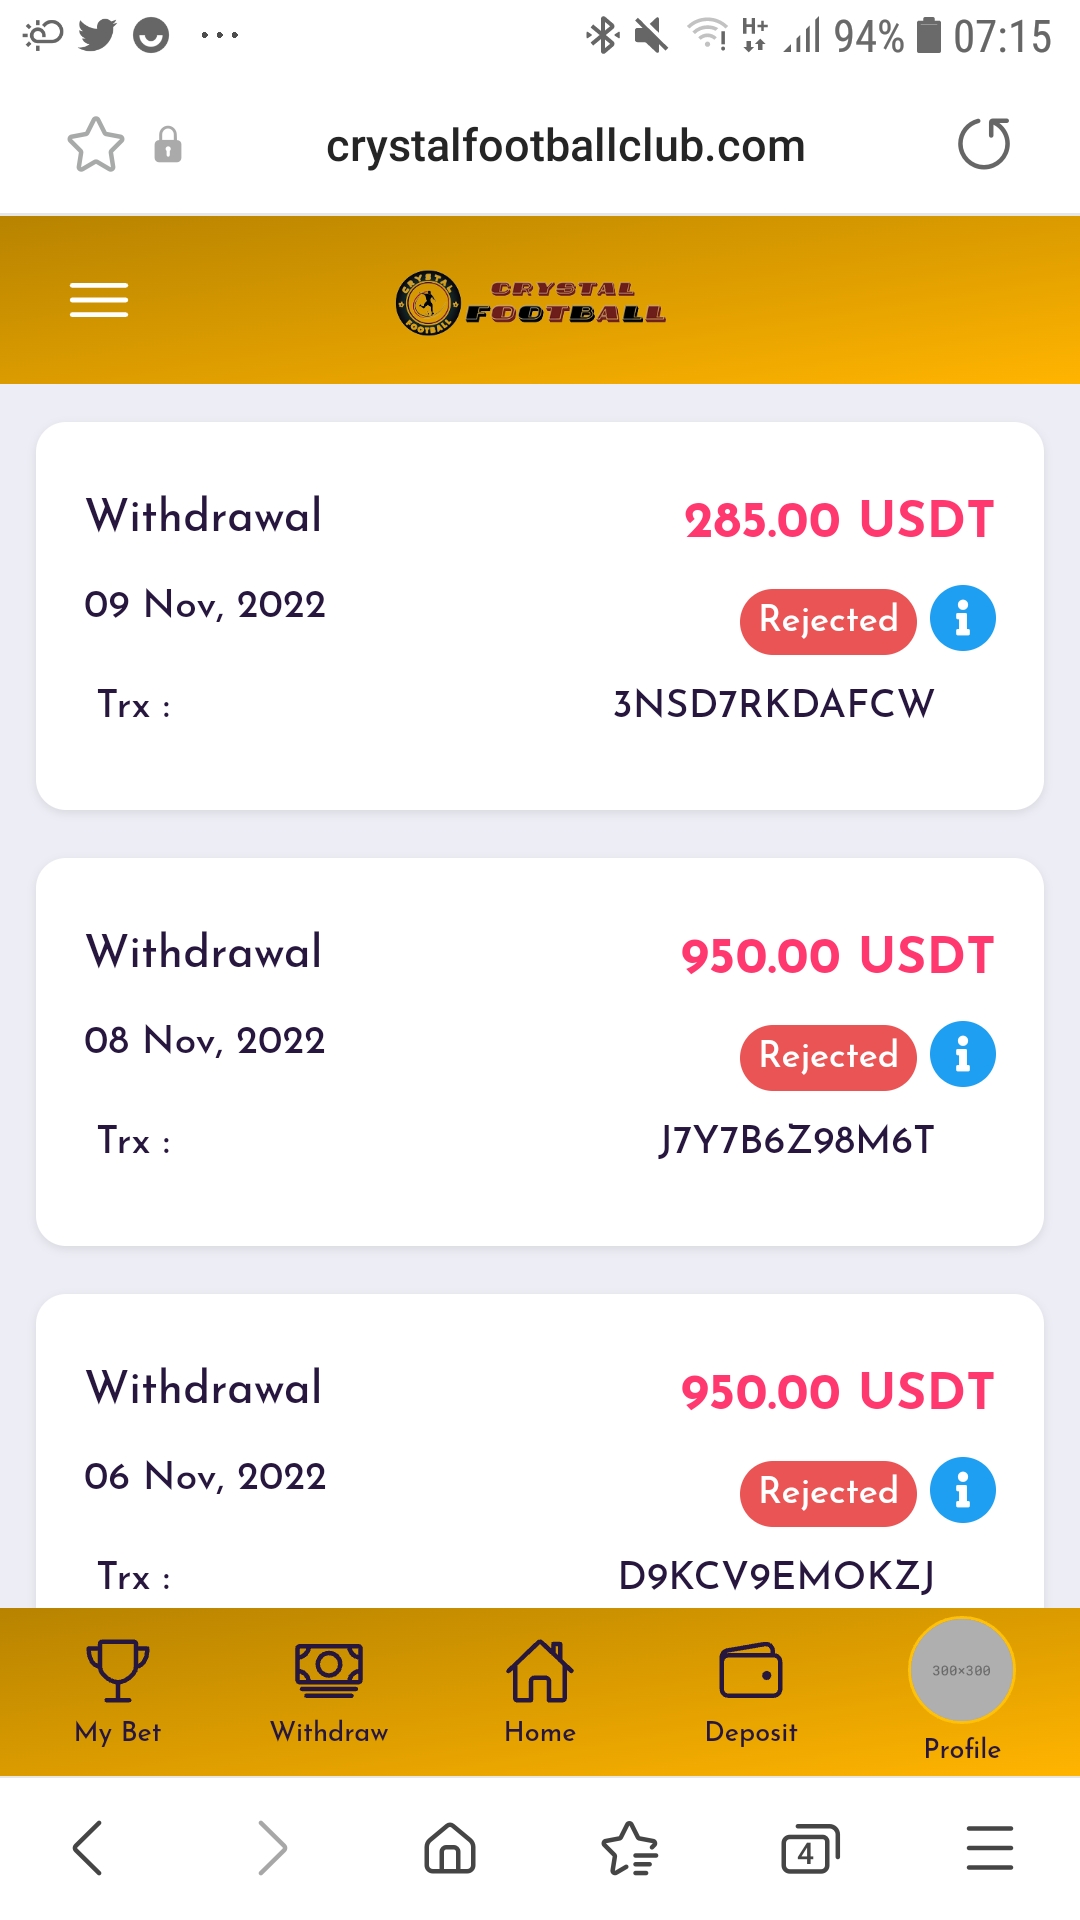 H+ 94% 07:15
crystalfootballclub.com
CRYSTAL FOOTBALL
CRYSTAL
FOOTBALL
Withdrawal 285.00 USDT
09 Nov, 2022 Rejected i
Trx : 3NSD7RKDAFCW
Withdrawal 950.00 USDT
08 Nov, 2022 Rejected i
Trx : J7Y7B6Z98M6T
Withdrawal 950.00 USDT
06 Nov, 2022 Rejected i
Trx : D9KCV9EMOKZJ
300×300
My Bet Withdraw Home Deposit Profile
4